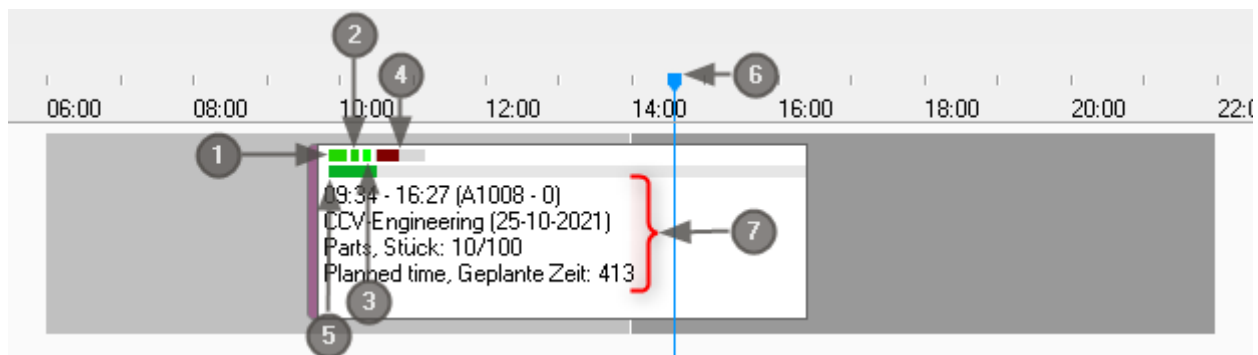 2
4
6
06:00 08:00 10:00 12:00 14:00 16:00 18:00 20:00 22:0
1
09:34 - 16:27 (A1008 - 0)
CCV-Engineering (25-10-2021)
7
Parts, Stück: 10/100
Planned time, Geplante Zeit: 413
3
5